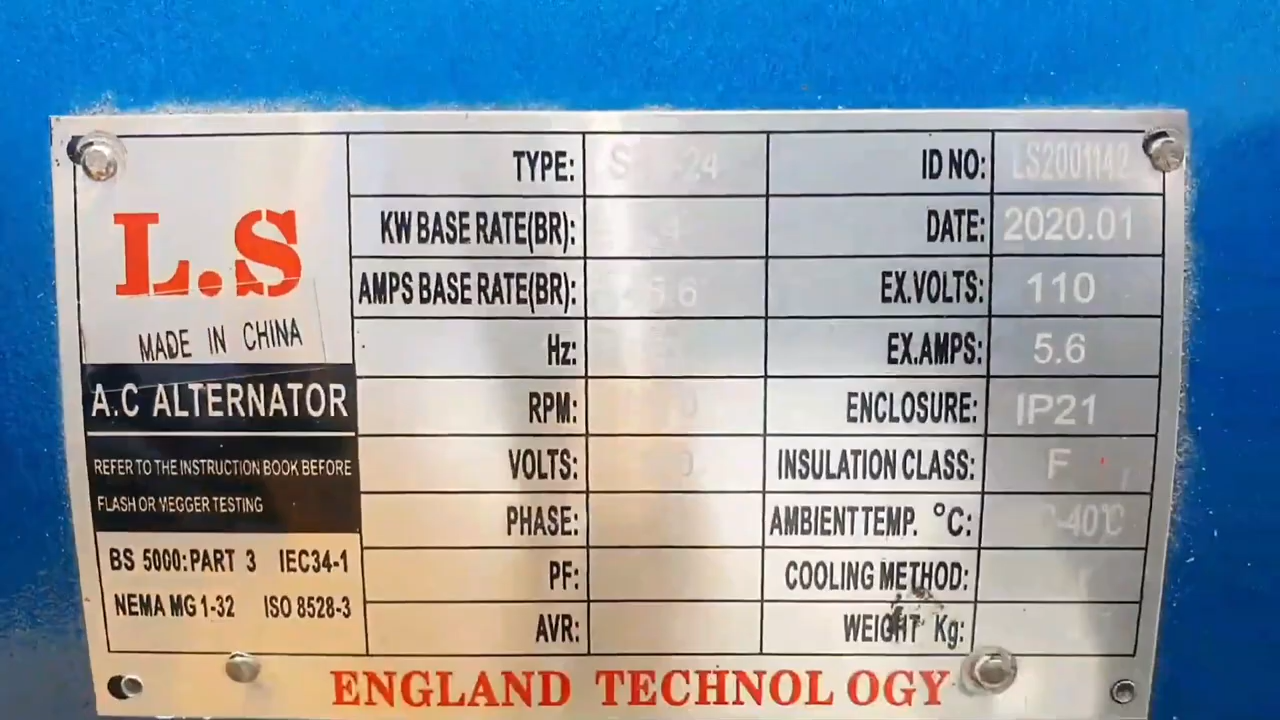 L.S
MADE IN CHINA
A.C ALTERNATOR
REFER TO THE INSTRUCTION BOOK BEFORE
FLASH OR MEGGER TESTING
BS 5000:PART 3 IEC34-1
NEMA MG 1-32 ISO 8528-3
TYPE:
KW BASE RATE(BR):
AMPS BASE RATE(BR):
Hz:
RPM:
VOLTS:
PHASE:
PF:
AVR:
ID NO: LS2001142
DATE: 2020.01
EX.VOLTS: 110
EX.AMPS: 5.6
ENCLOSURE: IP21
INSULATION CLASS: F
AMBIENT TEMP. °C:
COOLING METHOD:
WEIGHT Kg:
ENGLAND TECHNOL OGY